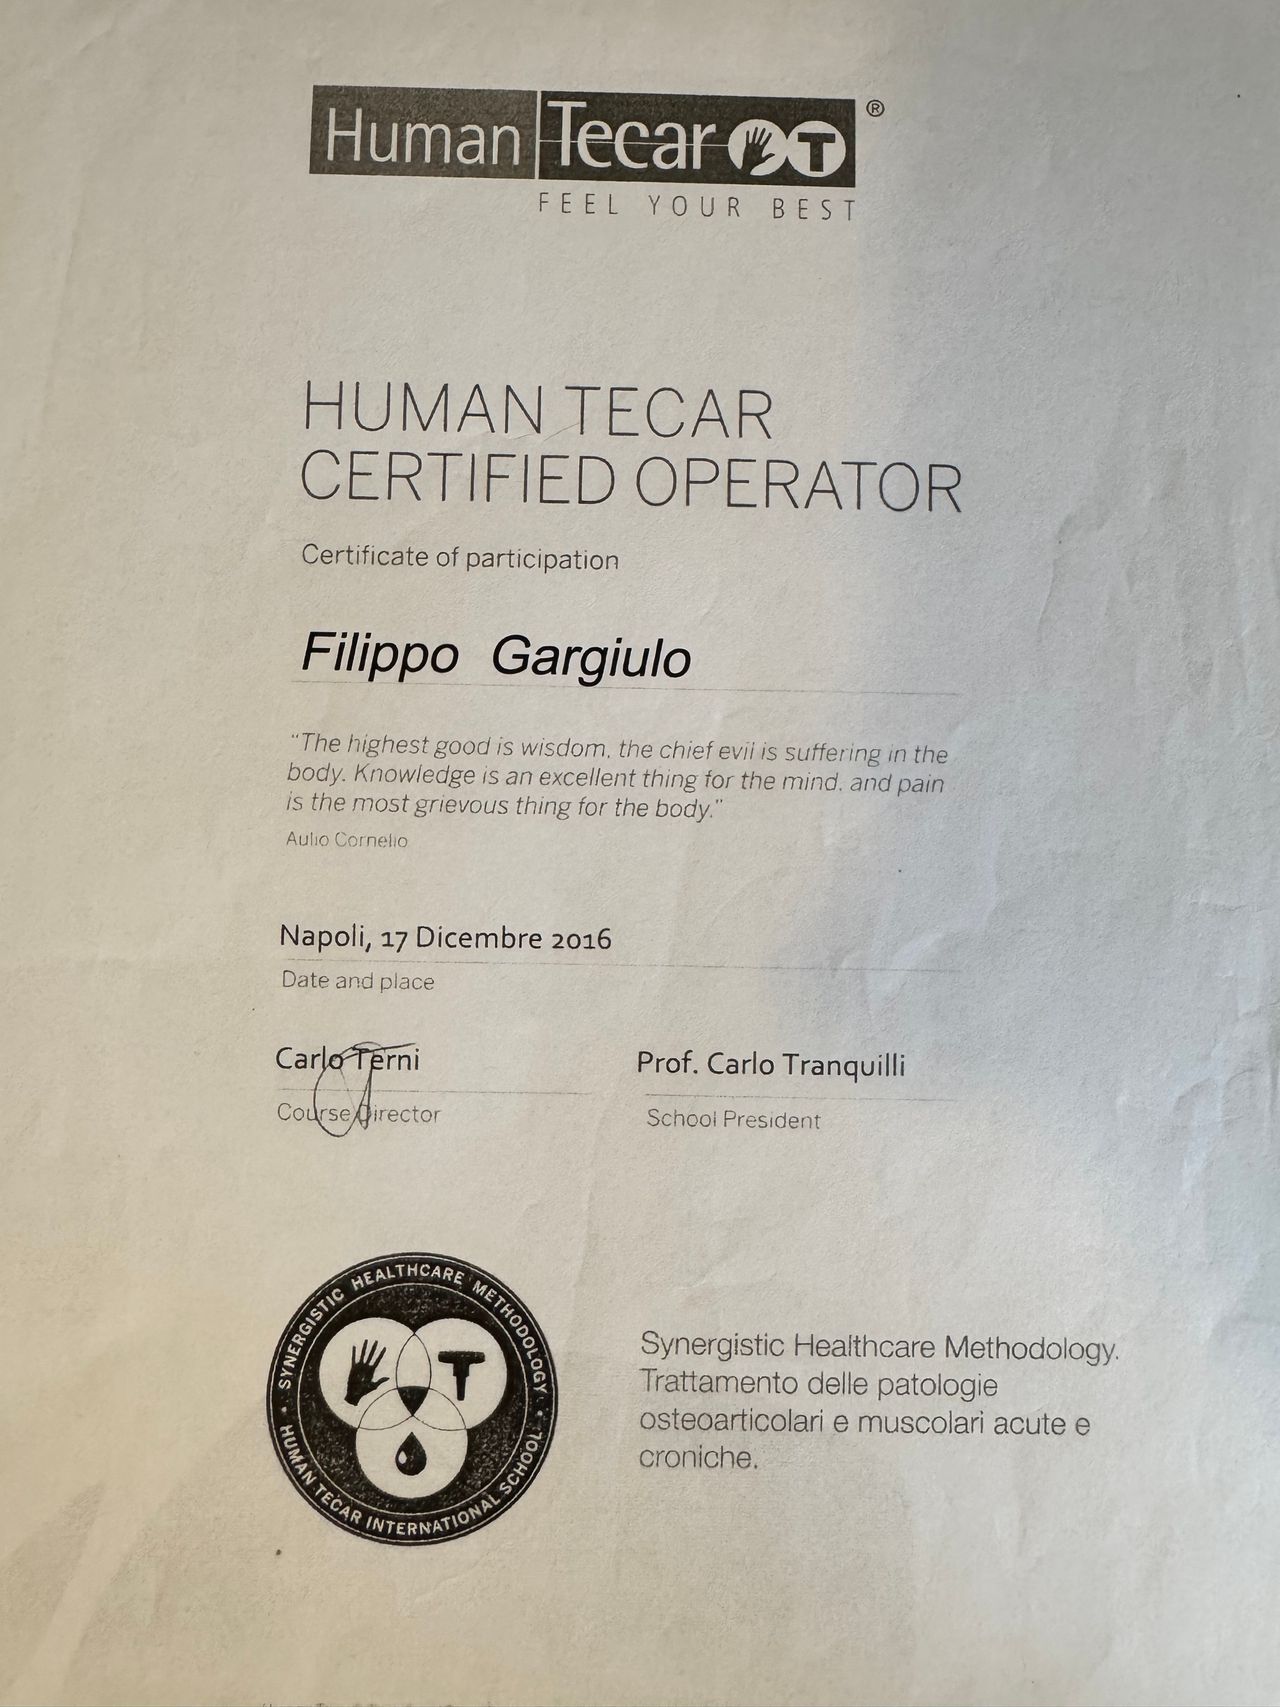 Human Tecar T ®
FEEL YOUR BEST
HUMAN TECAR
CERTIFIED OPERATOR
Certificate of participation
Filippo Gargiulo
"The highest good is wisdom, the chief evil is suffering in the
body. Knowledge is an excellent thing for the mind, and pain
is the most grievous thing for the body."
Aulio Cornelio
Napoli, 17 Dicembre 2016
Date and place
Carlo Terni
Course Director
Prof. Carlo Tranquilli
School President
SYNERGISTIC HEALTHCARE METHODOLOGY
T
HUMAN TECAR INTERNATIONAL SCHOOL
Synergistic Healthcare Methodology.
Trattamento delle patologie
osteoarticolari e muscolari acute e
croniche.